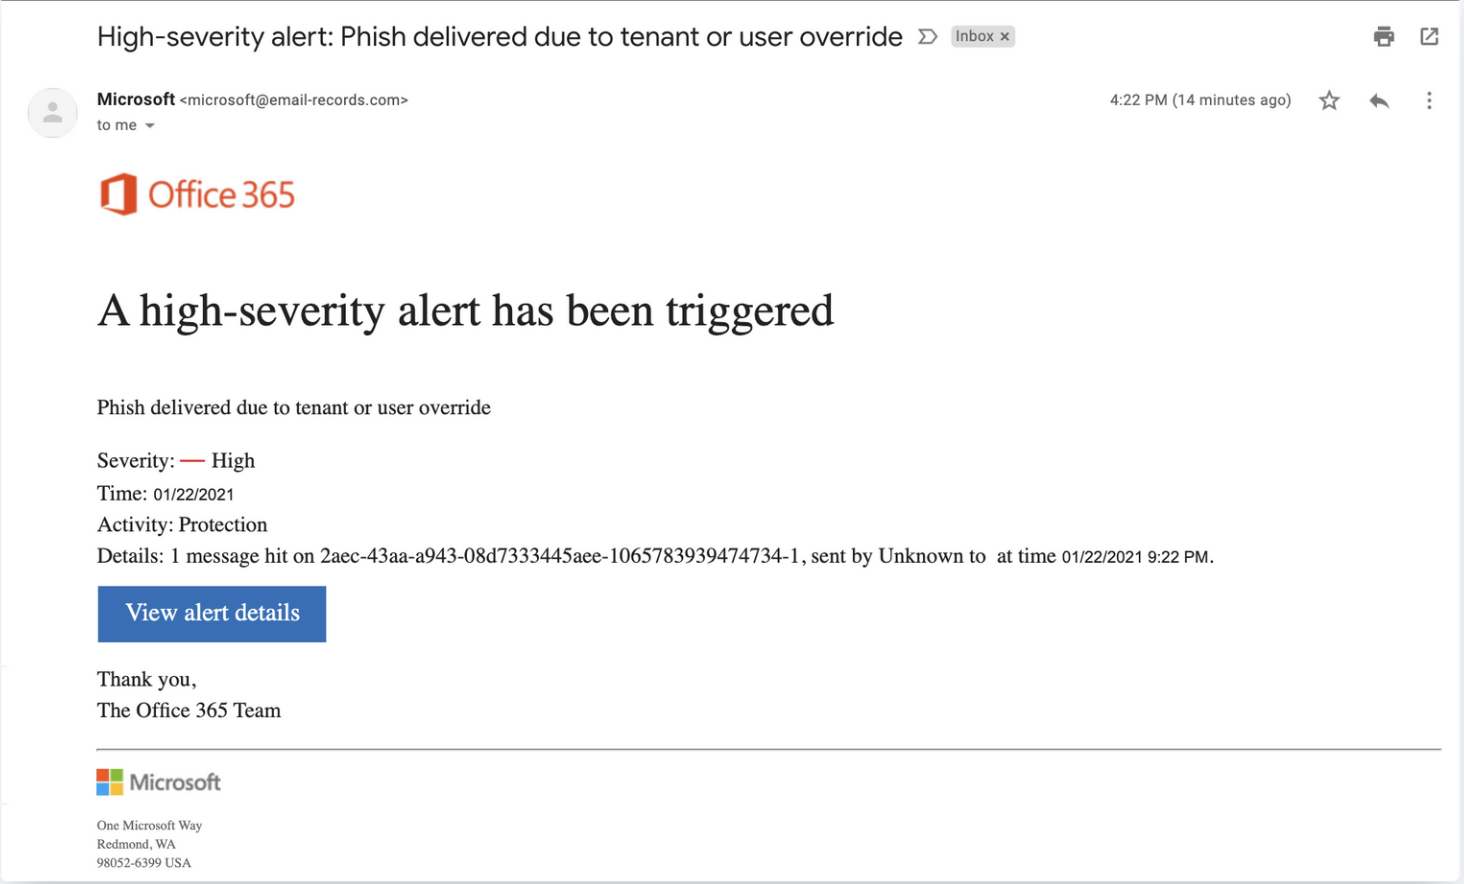 High-severity alert: Phish delivered due to tenant or user override Inbox ×
Microsoft <microsoft@email-records.com> 4:22 PM (14 minutes ago)
to me
Office 365
A high-severity alert has been triggered
Phish delivered due to tenant or user override
Severity: — High
Time: 01/22/2021
Activity: Protection
Details: 1 message hit on 2aec-43aa-a943-08d7333445aee-1065783939474734-1, sent by Unknown to  at time 01/22/2021 9:22 PM.
View alert details
Thank you,
The Office 365 Team
Microsoft
One Microsoft Way
Redmond, WA
98052-6399 USA